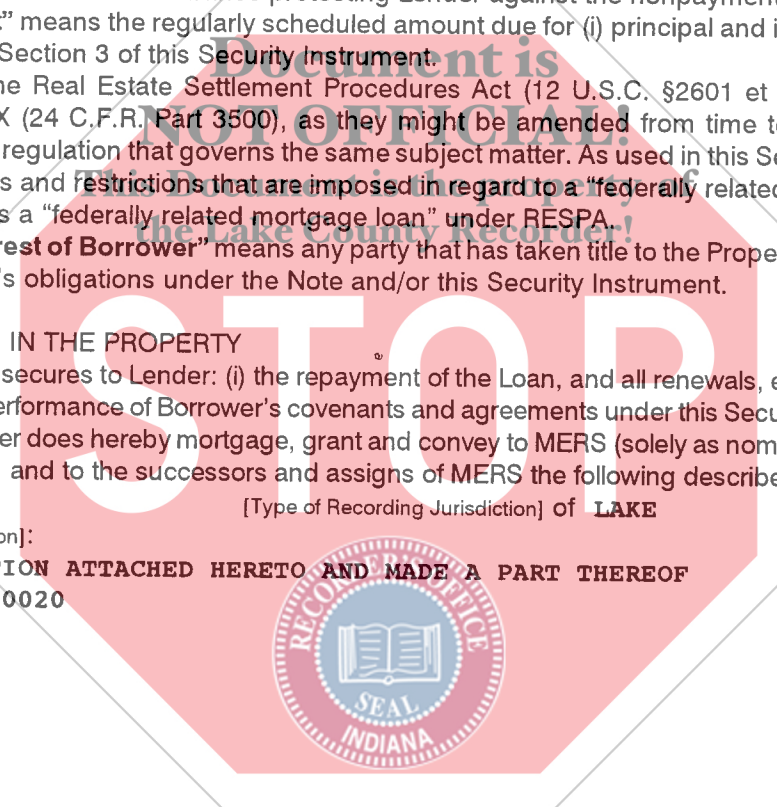 protecting Lender against the nonpayment
" means the regularly scheduled amount due for (i) principal and i
Section 3 of this Security Instrument.
Document is
he Real Estate Settlement Procedures Act (12 U.S.C. §2601 et
X (24 C.F.R. Part 3500), as they might be amended from time to
NOT OFFICIAL!
regulation that governs the same subject matter. As used in this Se
s and restrictions that are imposed in regard to a "federally related
This Document is the property of
s a "federally related mortgage loan" under RESPA.
the Lake County Recorder!
rest of Borrower" means any party that has taken title to the Prope
's obligations under the Note and/or this Security Instrument.
STOP
IN THE PROPERTY
secures to Lender: (i) the repayment of the Loan, and all renewals, e
erformance of Borrower's covenants and agreements under this Secu
er does hereby mortgage, grant and convey to MERS (solely as nom
and to the successors and assigns of MERS the following describe
[Type of Recording Jurisdiction] of LAKE
on]:
ION ATTACHED HERETO AND MADE A PART THEREOF
0020
RECORDER'S OFFICE
SEAL
INDIANA